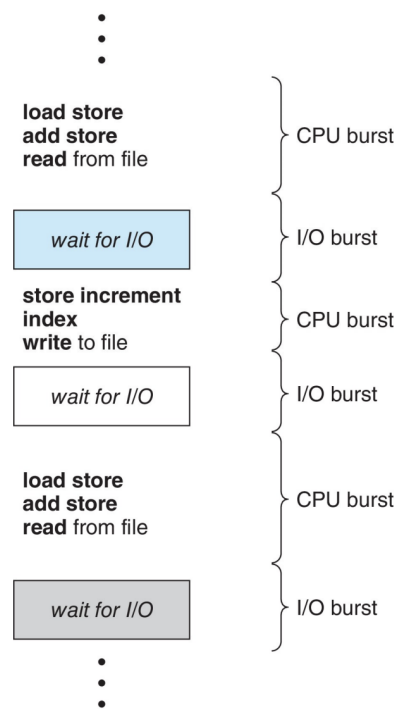 load store
add store
read from file
CPU burst
wait for I/O
I/O burst
store increment
index
write to file
CPU burst
wait for I/O
I/O burst
load store
add store
read from file
CPU burst
wait for I/O
I/O burst